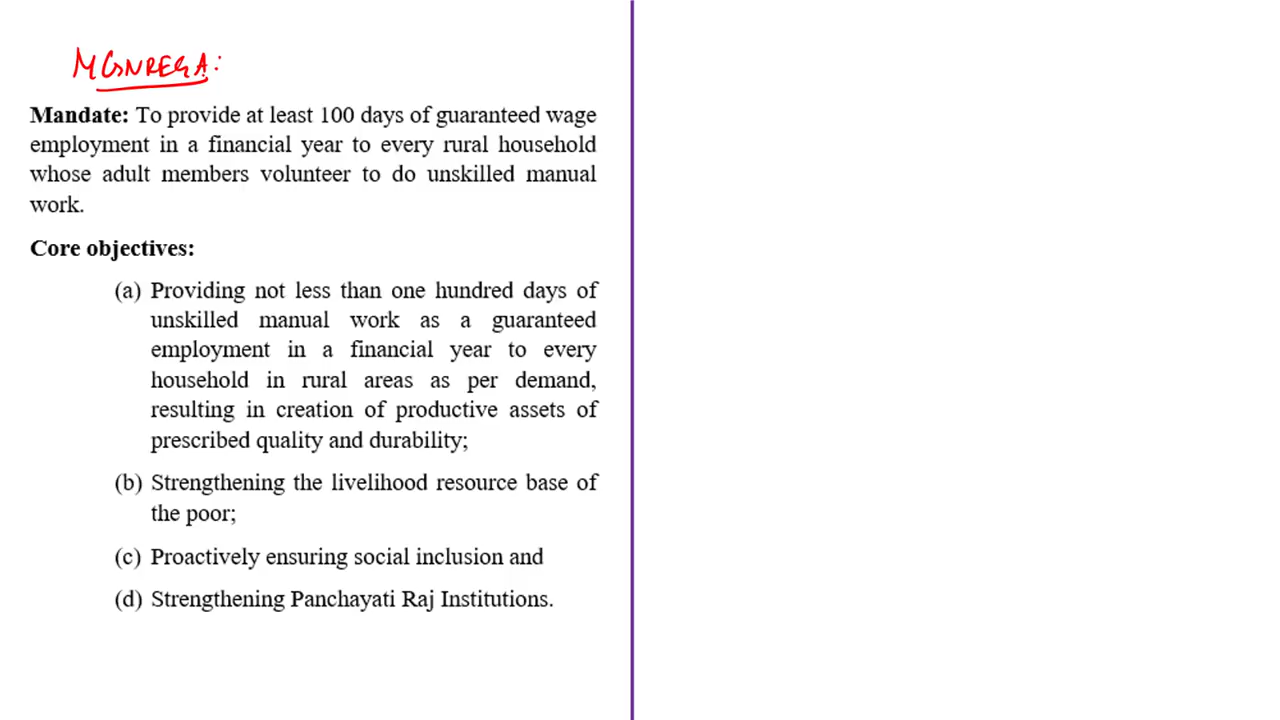 MGNREGA:
Mandate: To provide at least 100 days of guaranteed wage
employment in a financial year to every rural household
whose adult members volunteer to do unskilled manual
work.
Core objectives:
(a) Providing not less than one hundred days of
unskilled manual work as a guaranteed
employment in a financial year to every
household in rural areas as per demand,
resulting in creation of productive assets of
prescribed quality and durability;
(b) Strengthening the livelihood resource base of
the poor;
(c) Proactively ensuring social inclusion and
(d) Strengthening Panchayati Raj Institutions.